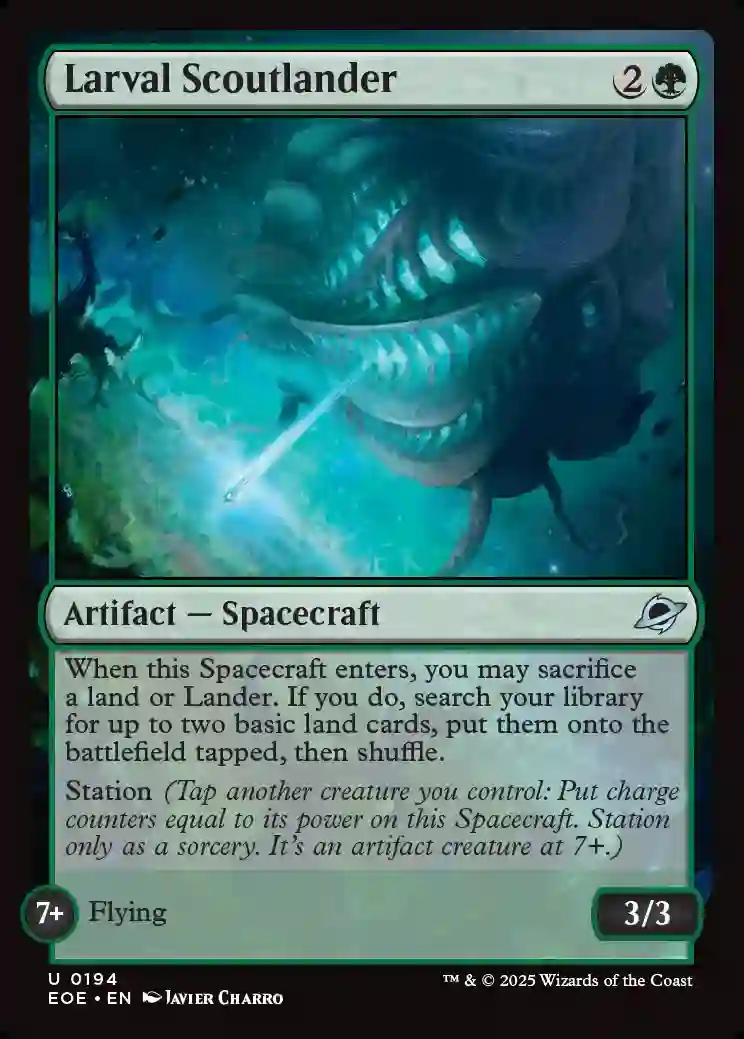 Larval Scoutlander 2
Artifact — Spacecraft
When this Spacecraft enters, you may sacrifice
a land or Lander. If you do, search your library
for up to two basic land cards, put them onto the
battlefield tapped, then shuffle.
Station (Tap another creature you control: Put charge
counters equal to its power on this Spacecraft. Station
only as a sorcery. It's an artifact creature at 7+.)
7+ Flying 3/3
U 0194
EOE • EN Javier Charro
™ & © 2025 Wizards of the Coast